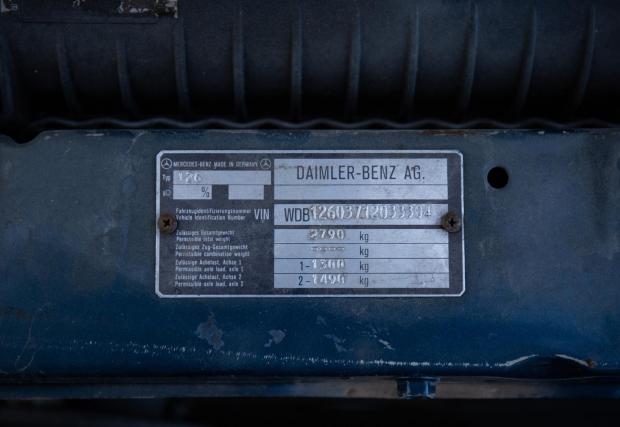 MERCEDES-BENZ MADE IN GERMANY
Typ 126
%
DAIMLER-BENZ AG.
Fahrzeugidentifizierungsnummer
Vehicle Identification Number
VIN WDB1260371Z033394
Zulässiges Gesamtgewicht
Permissible total weight
2790 kg
Zulässiges Zug-Gesamtgewicht
Permissible combination weight
---- kg
Zulässige Achslast, Achse 1
Permissible axle load, axle 1
1-1300 kg
Zulässige Achslast, Achse 2
Permissible axle load, axle 2
2-1490 kg